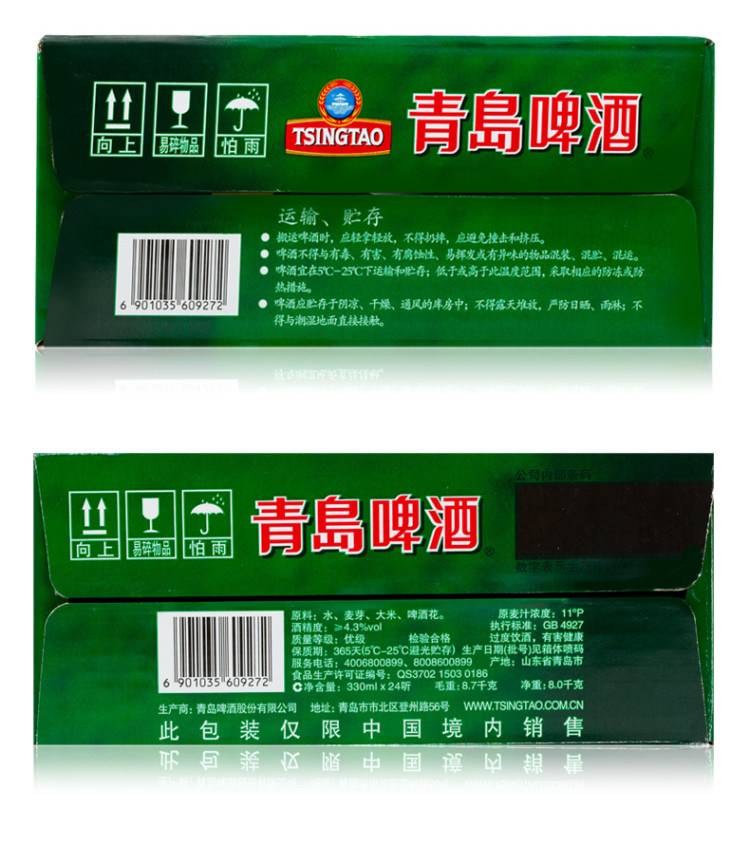 向上
易碎物品
怕雨
TSINGTAO
青岛啤酒®
运输、贮存
● 搬运啤酒时，应轻拿轻放，不得扔摔，应避免撞击和挤压。
● 啤酒不得与有毒、有害、有腐蚀性、易挥发或有异味的物品混装、混贮、混运。
● 啤酒宜在5℃-25℃下运输和贮存；低于或高于此温度范围，采取相应的防冻或防
热措施。
● 啤酒应贮存于阴凉、干燥、通风的库房中；不得露天堆放，严防日晒、雨淋；不
得与潮湿地面直接接触。
6 901035 609272
公司内部条码
向上
易碎物品
怕雨
青岛啤酒®
原料：水、麦芽、大米、啤酒花。 原麦汁浓度：11°P
酒精度：≥4.3%vol 执行标准：GB 4927
质量等级：优级 检验合格 过度饮酒，有害健康
保质期：365天(5℃-25℃避光贮存) 生产日期(批号)见箱体喷码
服务电话：4006800899、8008600899 产地：山东省青岛市
食品生产许可证编号：QS3702 1503 0186
净含量：330ml x 24听 毛重：8.7千克 净重：8.0千克
6 901035 609272
生产商：青岛啤酒股份有限公司 地址：青岛市市北区登州路56号 WWW.TSINGTAO.COM.CN
此包装仅限中国境内销售